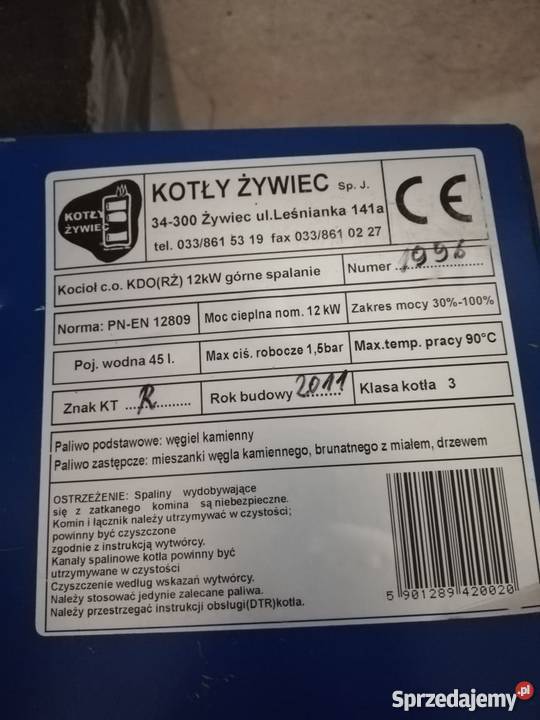 KOTŁY
ŻYWIEC
KOTŁY ŻYWIEC Sp. J.
34-300 Żywiec ul.Leśnianka 141a
tel. 033/861 53 19 fax 033/861 02 27
CE
Kocioł c.o. KDO(RŻ) 12kW górne spalanie
Numer 1996
Norma: PN-EN 12809
Moc cieplna nom. 12 kW
Zakres mocy 30%-100%
Poj. wodna 45 l.
Max ciś. robocze 1,5bar
Max.temp. pracy 90°C
Znak KT R
Rok budowy 2011
Klasa kotła 3
Paliwo podstawowe: węgiel kamienny
Paliwo zastępcze: mieszanki węgla kamiennego, brunatnego z miałem, drzewem
OSTRZEŻENIE: Spaliny wydobywające
się z zatkanego komina są niebezpieczne.
Komin i łącznik należy utrzymywać w czystości;
powinny być czyszczone
zgodnie z instrukcją wytwórcy.
Kanały spalinowe kotła powinny być
utrzymywane w czystości
Czyszczenie według wskazań wytwórcy.
Należy stosować jedynie zalecane paliwa.
Należy przestrzegać instrukcji obsługi(DTR)kotła.
5 901289 420020
Sprzedajemy.pl